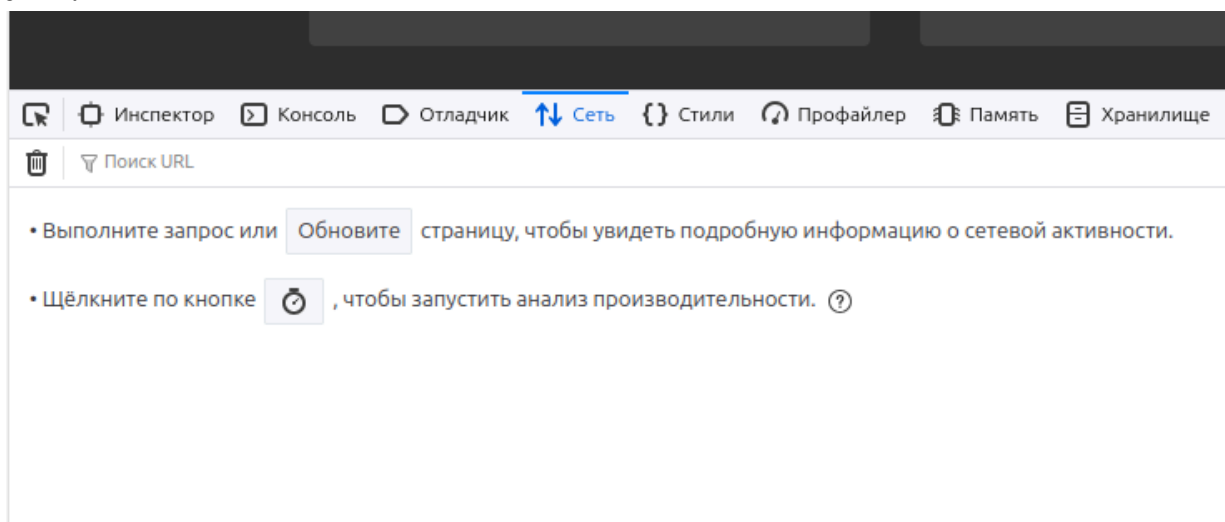 Инспектор Консоль Отладчик Сеть Стили Профайлер Память Хранилище
Поиск URL
• Выполните запрос или Обновите страницу, чтобы увидеть подробную информацию о сетевой активности.
• Щёлкните по кнопке , чтобы запустить анализ производительности. ?